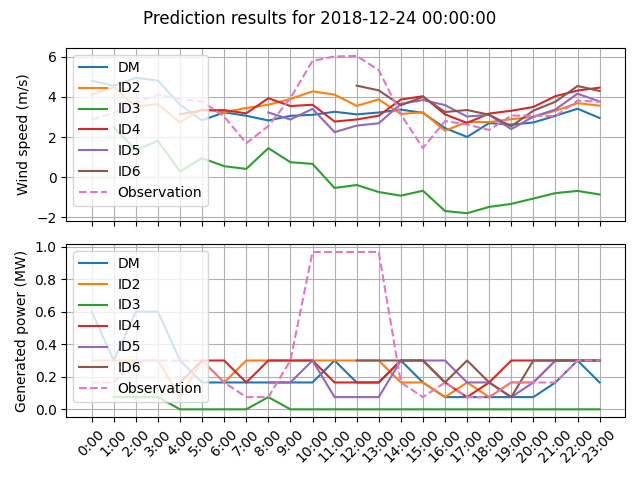 Prediction results for 2018-12-24 00:00:00
Wind speed (m/s)
6
4
2
0
−2
DM
ID2
ID3
ID4
ID5
ID6
Observation
Generated power (MW)
1.0
0.8
0.6
0.4
0.2
0.0
DM
ID2
ID3
ID4
ID5
ID6
Observation
0:00 1:00 2:00 3:00 4:00 5:00 6:00 7:00 8:00 9:00 10:00 11:00 12:00 13:00 14:00 15:00 16:00 17:00 18:00 19:00 20:00 21:00 22:00 23:00